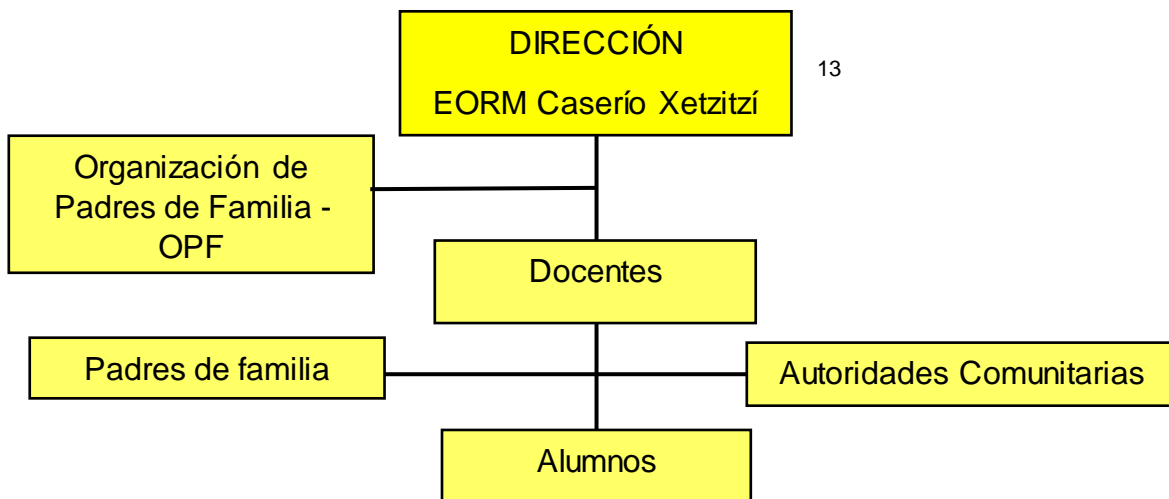 DIRECCIÓN
EORM Caserío Xetzitzí
13
Organización de
Padres de Familia -
OPF
Docentes
Padres de familia
Autoridades Comunitarias
Alumnos